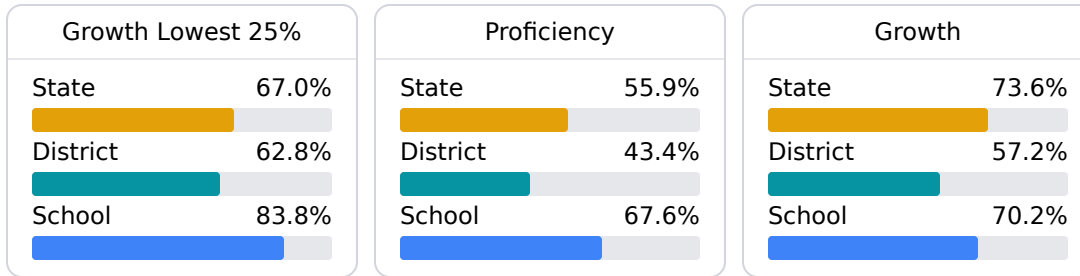 Growth Lowest 25%
State 67.0%
District 62.8%
School 83.8%
Proficiency
State 55.9%
District 43.4%
School 67.6%
Growth
State 73.6%
District 57.2%
School 70.2%